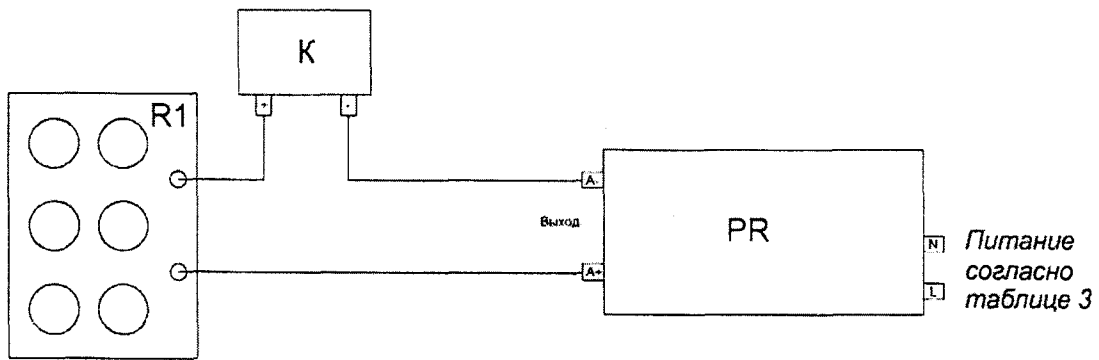 K
+ -
R1
A-
Выход
PR
A+
N
L
Питание
согласно
таблице 3